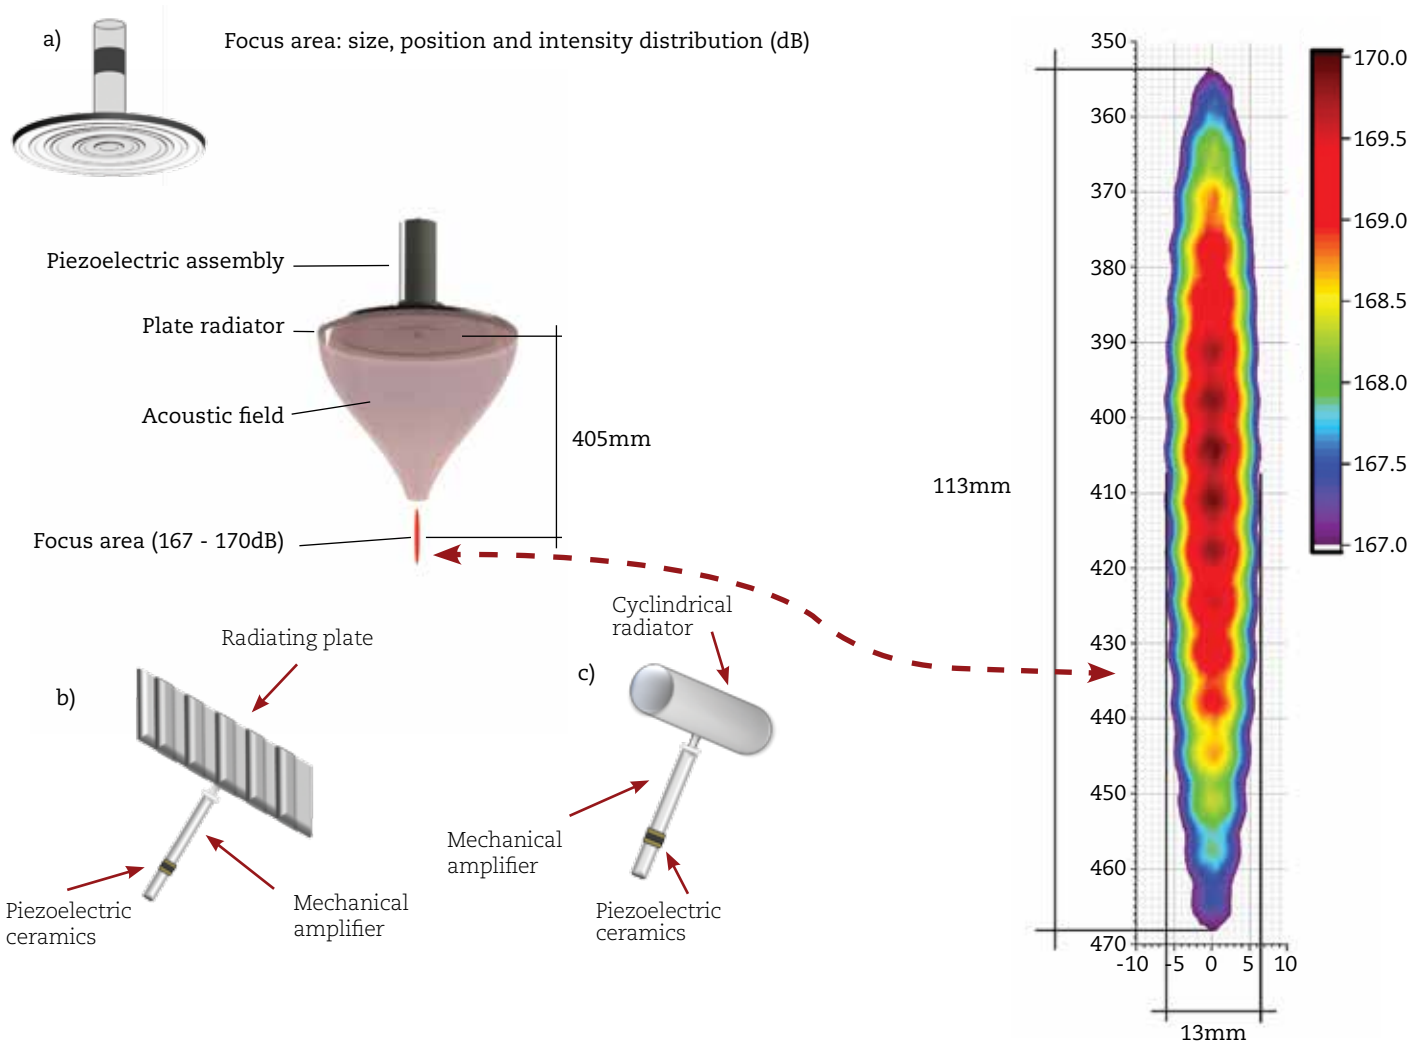 a)
Focus area: size, position and intensity distribution (dB)
Piezoelectric assembly
Plate radiator
Acoustic field
405mm
Focus area (167 - 170dB)
b)
Radiating plate
Piezoelectric
ceramics
Mechanical
amplifier
c)
Cyclindrical
radiator
Mechanical
amplifier
Piezoelectric
ceramics
113mm
350
360
370
380
390
400
410
420
430
440
450
460
470
-10 -5 0 5 10
13mm
170.0
169.5
169.0
168.5
168.0
167.5
167.0